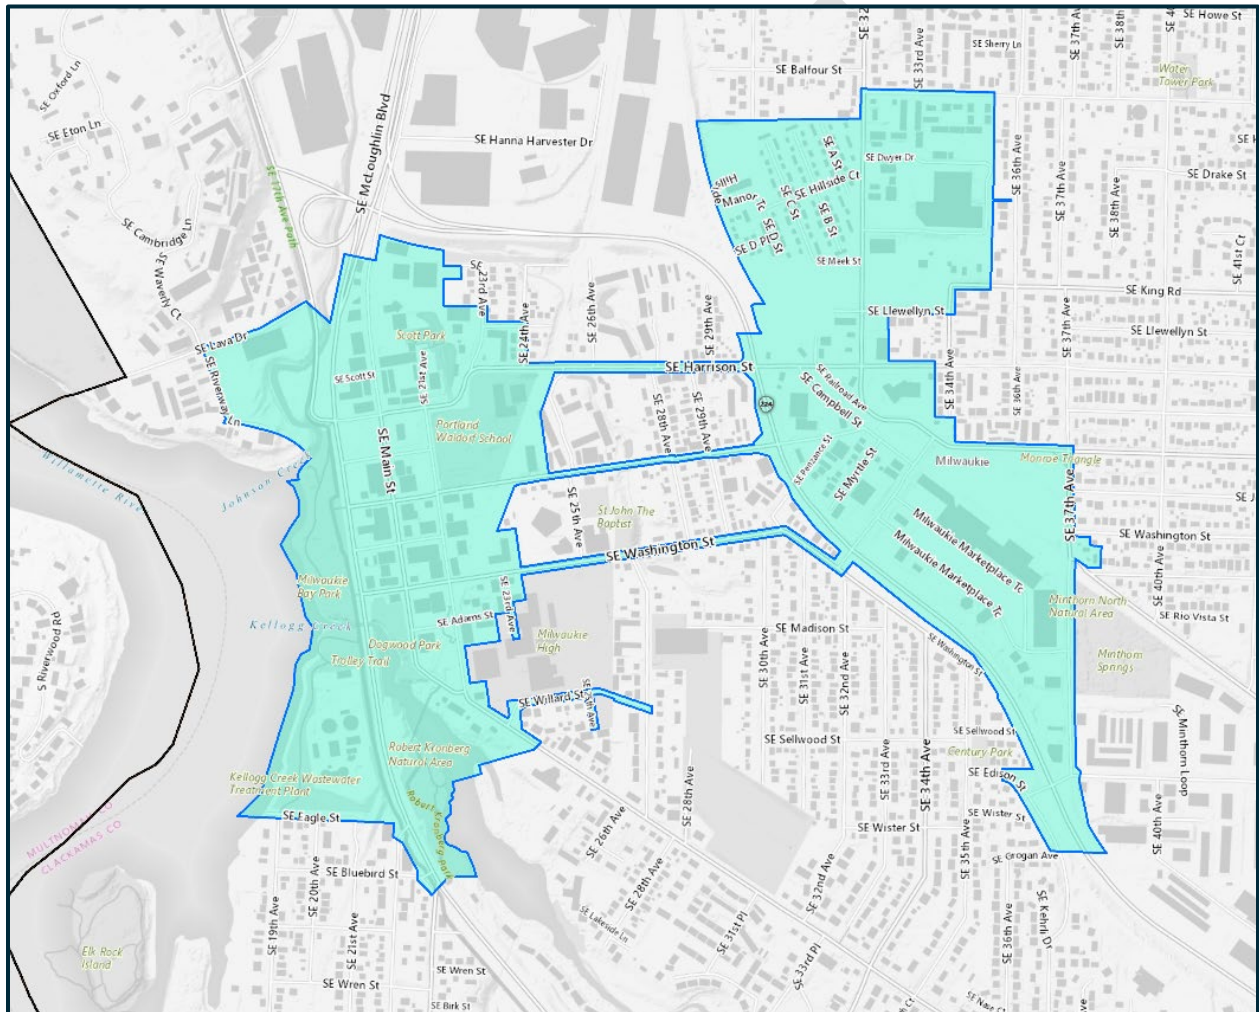 SE 32
SE Howe St
SE 33rd Ave
SE 37th A
SE 38th
SE 4
SE Sherry Ln
SE Oxford Ln
SE Balfour St
Water
Tower Park
SE McLoughlin Blvd
SE Eton Ln
SE Hanna Harvester Dr
SE A St
SE Dwyer Dr
SE 36th Ave
SE Drake St
SE 17th Ave Path
Hills
Manor Tc
SE Hillside Ct
SE C St
SE B St
SE D St
SE D Pl
SE 37th Ave
SE 38th Ave
SE Cambridge Ln
SE Waverly Ct
SE Meek St
SE 41st Ct
SE 23rd Ave
SE King Rd
SE 24th Ave
SE 26th Ave
SE 29th Ave
SE Llewellyn St
SE 37th Ave
SE Llewellyn St
SE Lava Dr
Scott Park
SE Riverway Ln
SE Scott St
SE 21st Ave
SE Harrison St
SE Railroad Ave
SE Campbell St
SE 34th Ave
SE 36th Ave
224
SE 28th Ave
SE 29th Ave
Portland
Waldorf School
SE Main St
SE Penzance St
SE Myrtle St
Milwaukie
Monroe Triangle
Willamette River
Johnson Creek
SE 25th Ave
St John The
Baptist
SE 37th Ave
Milwaukie Marketplace Tc
Milwaukie Marketplace Tc
SE Washington St
SE Washington St
SE 40th Ave
Milwaukie
Bay Park
SE 23rd Ave
Minthorn North
Natural Area
SE Rio Vista St
Kellogg Creek
SE Adams St
Milwaukie
High
SE Madison St
S Riverwood Rd
Dogwood Park
Trolley Trail
SE 30th Ave
SE 31st Ave
SE 32nd Ave
SE Washington St
Minthorn
Springs
SE Willard St
SE 25th Ave
SE Sellwood St
SE Sellwood St
SE Minthorn Loop
Robert Kronberg
Natural Area
SE 33rd Ave
SE 34th Ave
Century Park
Kellogg Creek Wastewater
Treatment Plant
SE Edison St
SE 28th Ave
Robert Kronberg Park
SE Eagle St
SE 26th Ave
SE Wister St
SE Wister St
SE 40th Ave
MULTNOMAH CO
CLACKAMAS CO
SE 35th Ave
SE Grogan Ave
SE Bluebird St
SE 20th Ave
SE 28th Ave
SE 32nd Ave
SE 19th Ave
SE 21st Ave
SE Lakeside Ln
SE 31st Pl
SE 36th Ave
SE Kehrli Dr
Elk Rock
Island
SE 33rd Pl
SE Wren St
SE Wren St
SE Birk St
SE Nase Ct